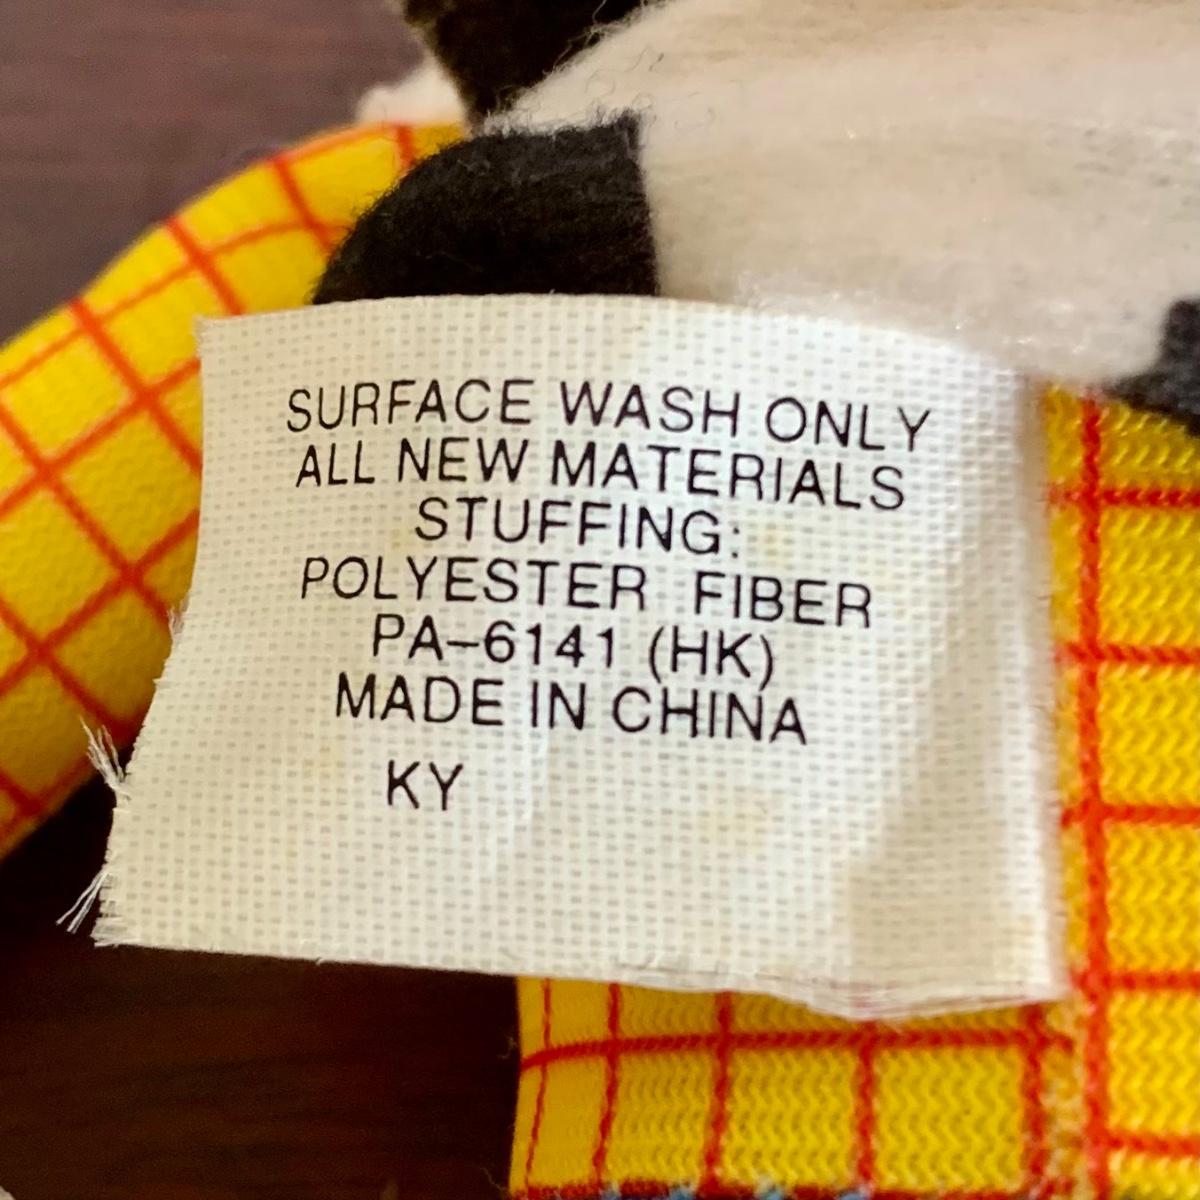 SURFACE WASH ONLY
ALL NEW MATERIALS
STUFFING:
POLYESTER FIBER
PA-6141 (HK)
MADE IN CHINA
KY